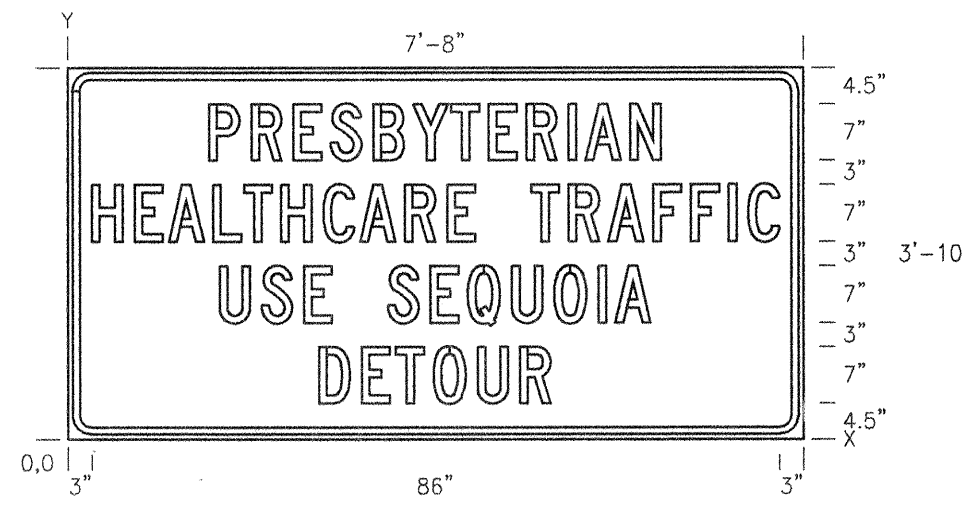 Y
7'-8"
4.5"
PRESBYTERIAN
7"
3"
HEALTHCARE TRAFFIC
7"
3"
3'-10
USE SEQUOIA
7"
3"
DETOUR
7"
4.5"
X
0,0
3"
86"
3"